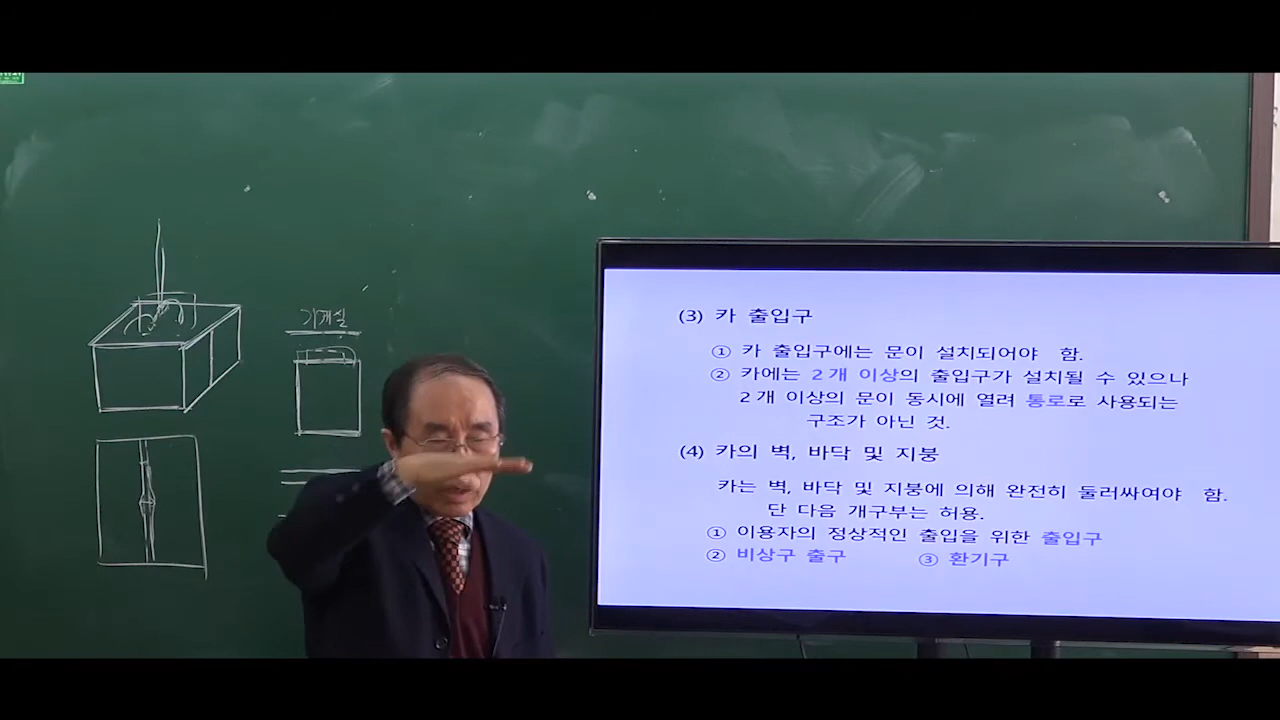 기계실
(3) 카 출입구
① 카 출입구에는 문이 설치되어야 함.
② 카에는 2개 이상의 출입구가 설치될 수 있으나
2개 이상의 문이 동시에 열려 통로로 사용되는
구조가 아닌 것.
(4) 카의 벽, 바닥 및 지붕
카는 벽, 바닥 및 지붕에 의해 완전히 둘러싸여야 함.
단 다음 개구부는 허용.
① 이용자의 정상적인 출입을 위한 출입구
② 비상구 출구 ③ 환기구